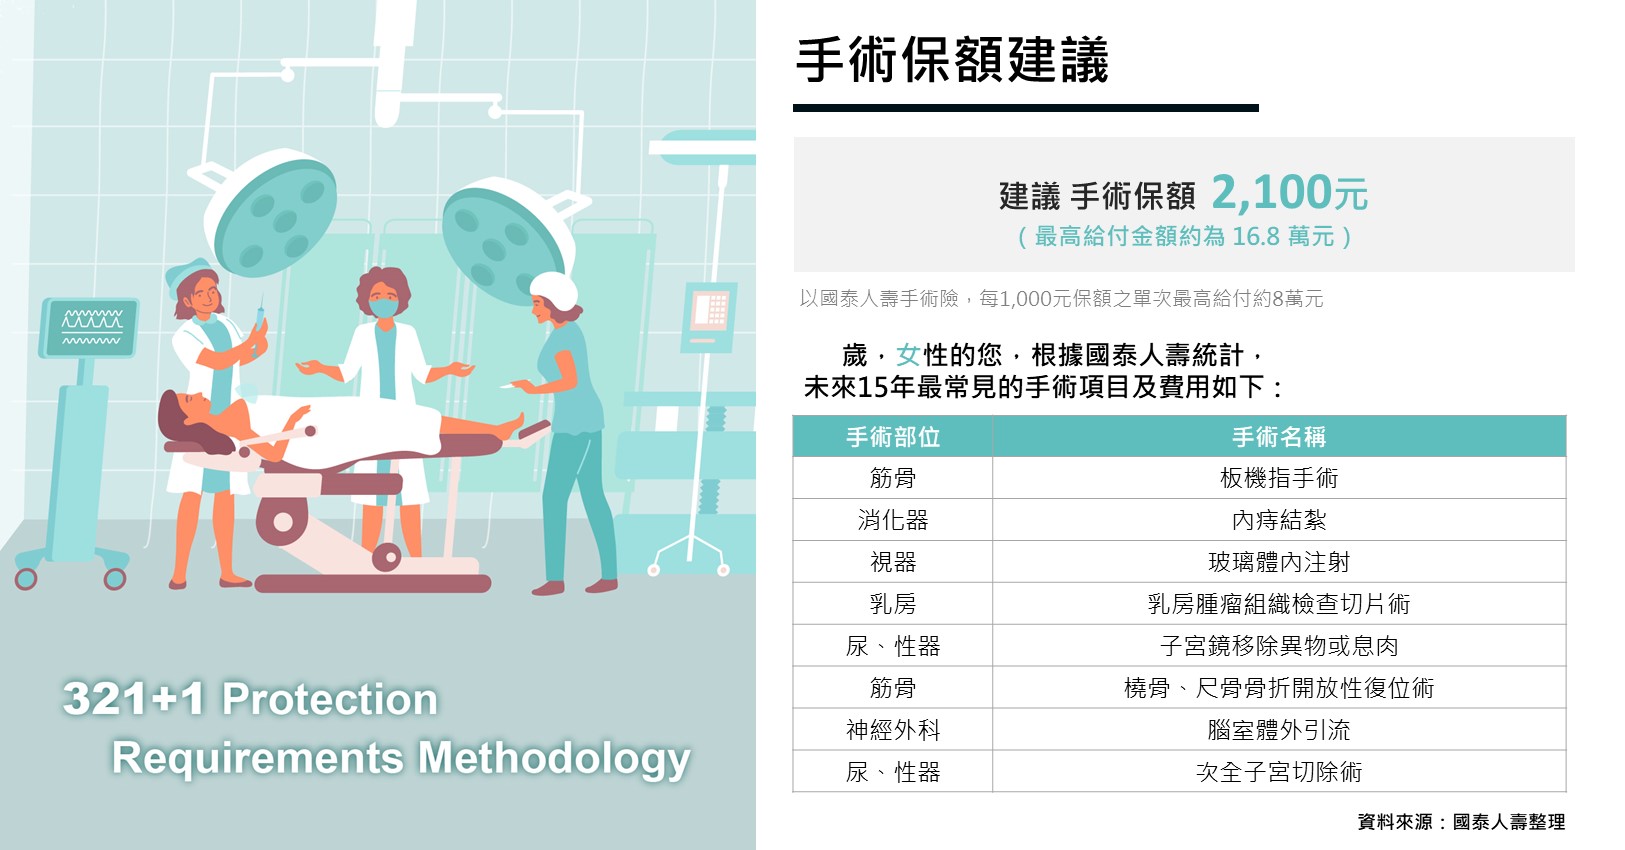 手術保額建議
建議 手術保額 2,100元
( 最高給付金額約為 16.8 萬元 )
以國泰人壽手術險，每1,000元保額之單次最高給付約8萬元
歲，女性的您，根據國泰人壽統計，
未來15年最常見的手術項目及費用如下：
手術部位 手術名稱
筋骨 板機指手術
消化器 內痔結紮
視器 玻璃體內注射
乳房 乳房腫瘤組織檢查切片術
尿、性器 子宮鏡移除異物或息肉
筋骨 橈骨、尺骨骨折開放性復位術
神經外科 腦室體外引流
尿、性器 次全子宮切除術
資料來源：國泰人壽整理
321+1 Protection
Requirements Methodology